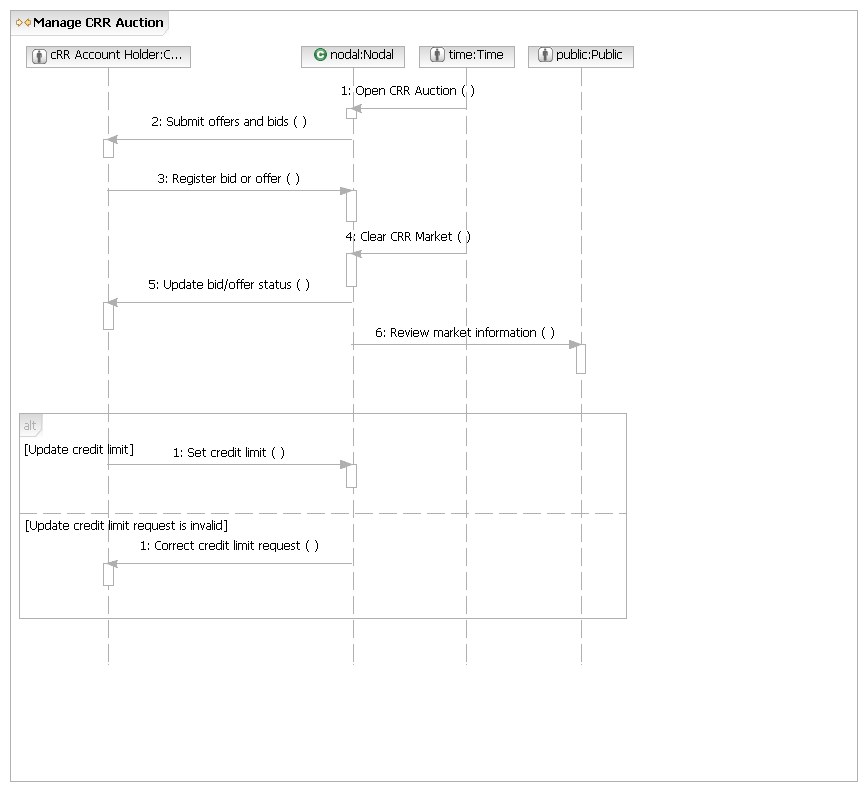 Manage CRR Auction
cRR Account Holder:C...
nodal:Nodal
time:Time
public:Public
1: Open CRR Auction ( )
2: Submit offers and bids ( )
3: Register bid or offer ( )
4: Clear CRR Market ( )
5: Update bid/offer status ( )
6: Review market information ( )
alt
[Update credit limit]
1: Set credit limit ( )
[Update credit limit request is invalid]
1: Correct credit limit request ( )